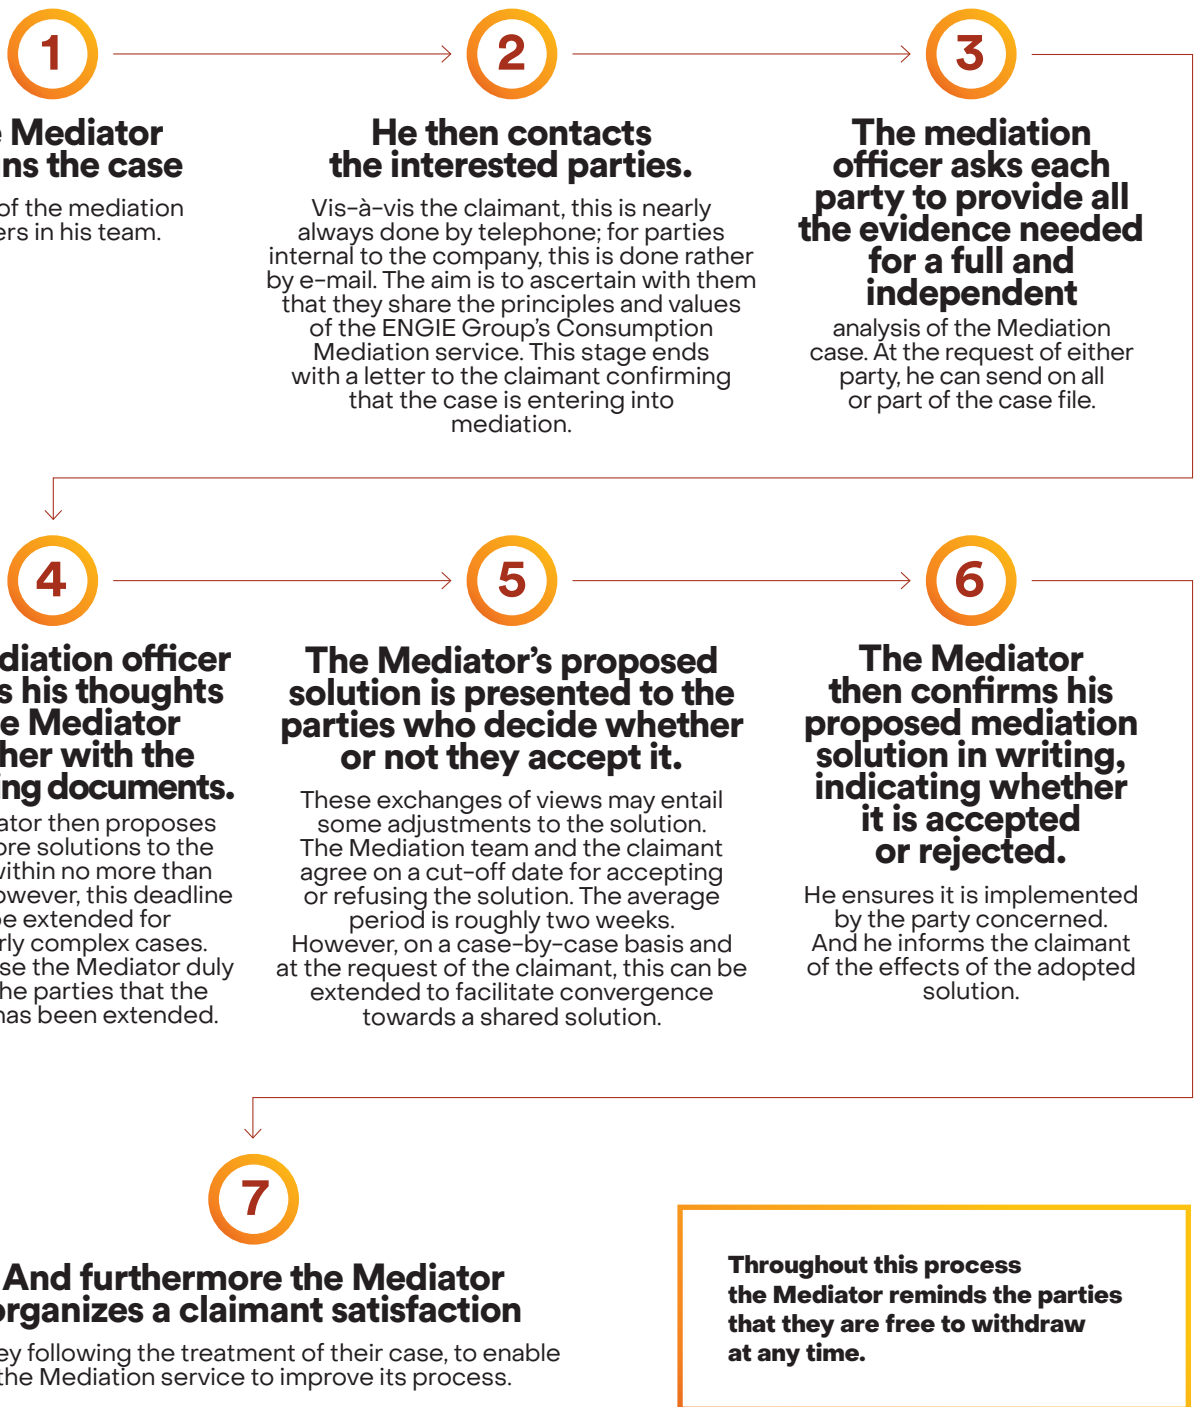 1
2
3
Mediator
the case
of the mediation
in his team.
He then contacts
the interested parties.
Vis-à-vis the claimant, this is nearly
always done by telephone; for parties
internal to the company, this is done rather
by e-mail. The aim is to ascertain with them
that they share the principles and values
of the ENGIE Group's Consumption
Mediation service. This stage ends
with a letter to the claimant confirming
that the case is entering into
mediation.
The mediation
officer asks each
party to provide all
the evidence needed
for a full and
independent
analysis of the Mediation
case. At the request of either
party, he can send on all
or part of the case file.
4
5
6
officer
his thoughts
Mediator
with the
documents.
then proposes
solutions to the
within no more than
however, this deadline
be extended for
complex cases.
the Mediator duly
the parties that the
has been extended.
The Mediator's proposed
solution is presented to the
parties who decide whether
or not they accept it.
These exchanges of views may entail
some adjustments to the solution.
The Mediation team and the claimant
agree on a cut-off date for accepting
or refusing the solution. The average
period is roughly two weeks.
However, on a case-by-case basis and
at the request of the claimant, this can be
extended to facilitate convergence
towards a shared solution.
The Mediator
then confirms his
proposed mediation
solution in writing,
indicating whether
it is accepted
or rejected.
He ensures it is implemented
by the party concerned.
And he informs the claimant
of the effects of the adopted
solution.
7
And furthermore the Mediator
organizes a claimant satisfaction
following the treatment of their case, to enable
the Mediation service to improve its process.
Throughout this process
the Mediator reminds the parties
that they are free to withdraw
at any time.